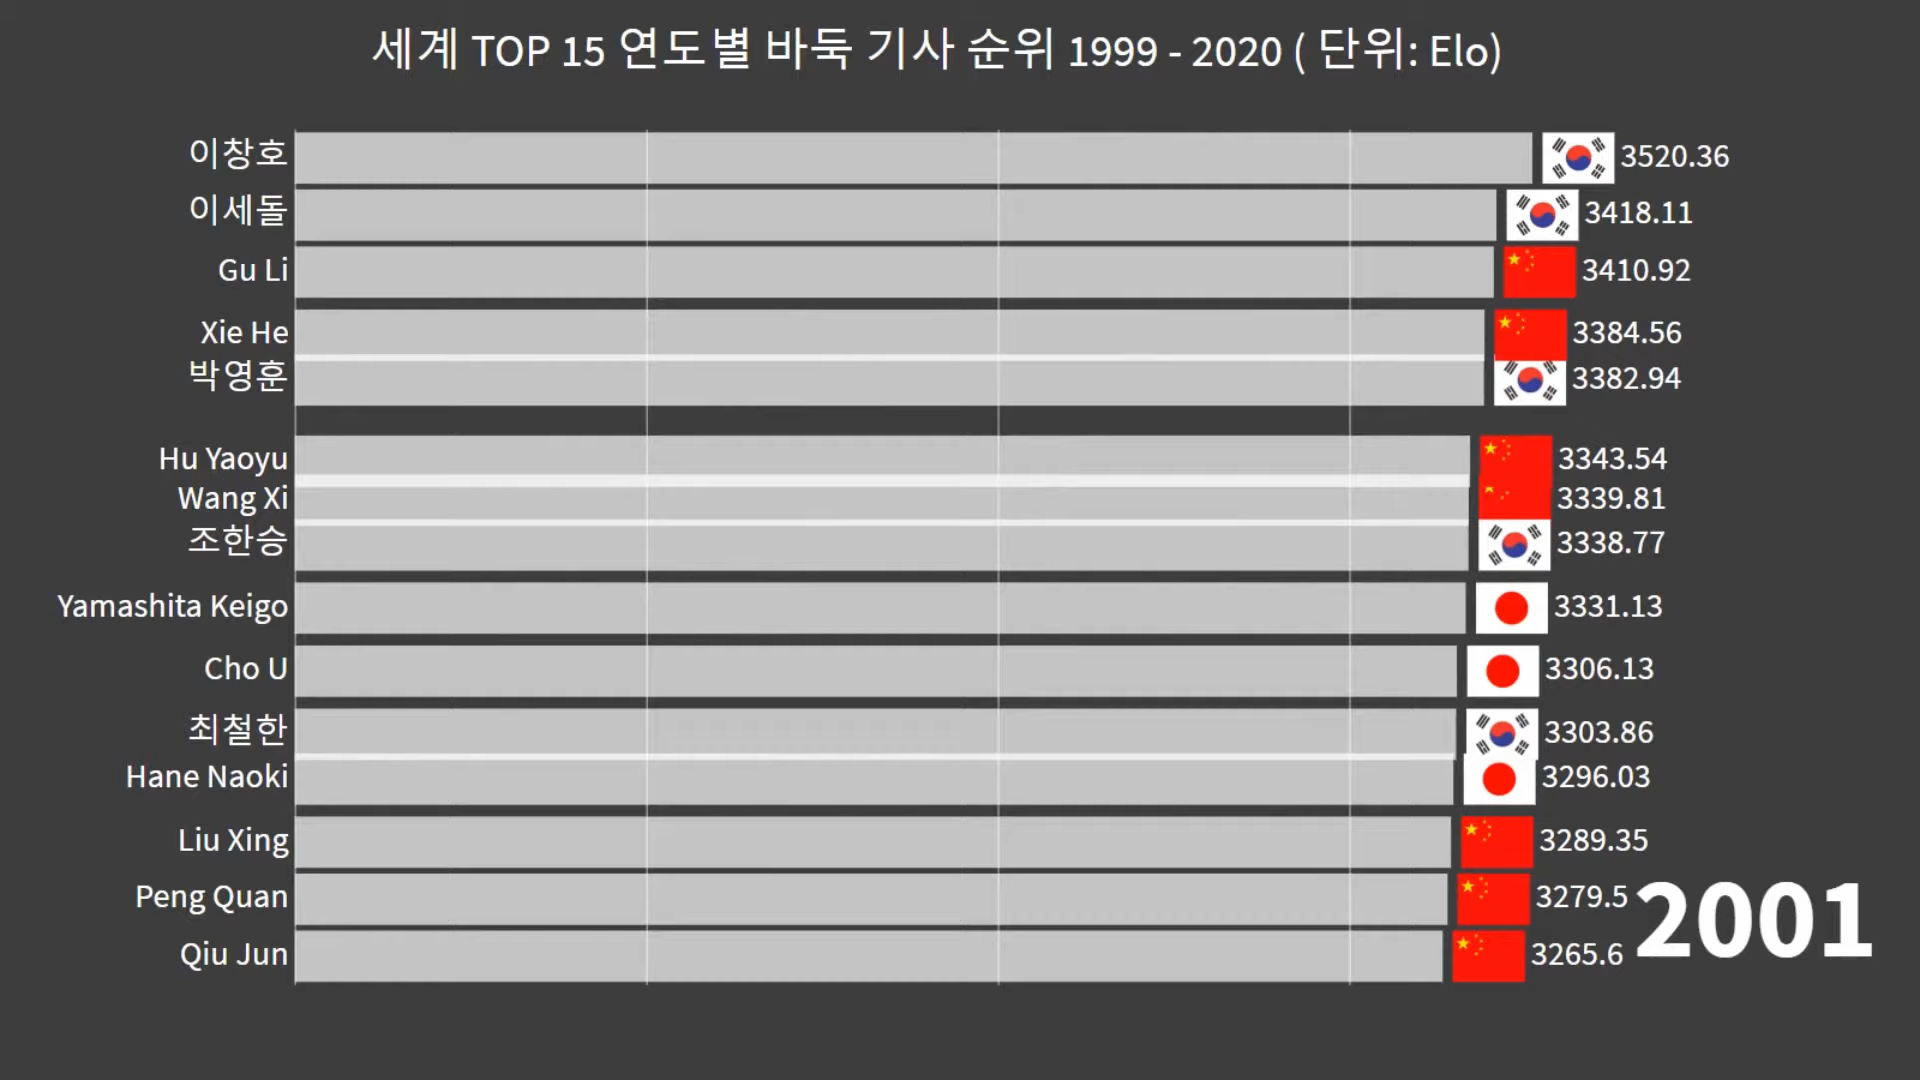 세계 TOP 15 연도별 바둑 기사 순위 1999 - 2020 ( 단위: Elo)
이창호 3520.36
이세돌 3418.11
Gu Li 3410.92
Xie He 3384.56
박영훈 3382.94
Hu Yaoyu 3343.54
Wang Xi 3339.81
조한승 3338.77
Yamashita Keigo 3331.13
Cho U 3306.13
최철한 3303.86
Hane Naoki 3296.03
Liu Xing 3289.35
Peng Quan 3279.5
Qiu Jun 3265.6
2001